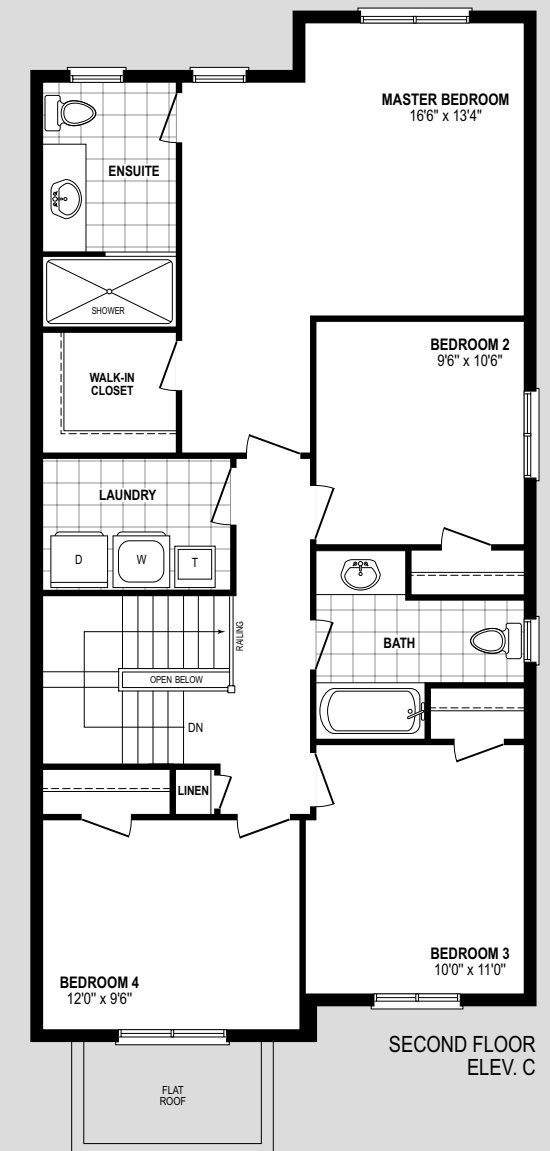 MASTER BEDROOM
16'6" x 13'4"
ENSUITE
SHOWER
BEDROOM 2
9'6" x 10'6"
WALK-IN
CLOSET
LAUNDRY
D
W
T
RAILING
BATH
OPEN BELOW
DN
LINEN
BEDROOM 3
10'0" x 11'0"
BEDROOM 4
12'0" x 9'6"
SECOND FLOOR
ELEV. C
FLAT
ROOF